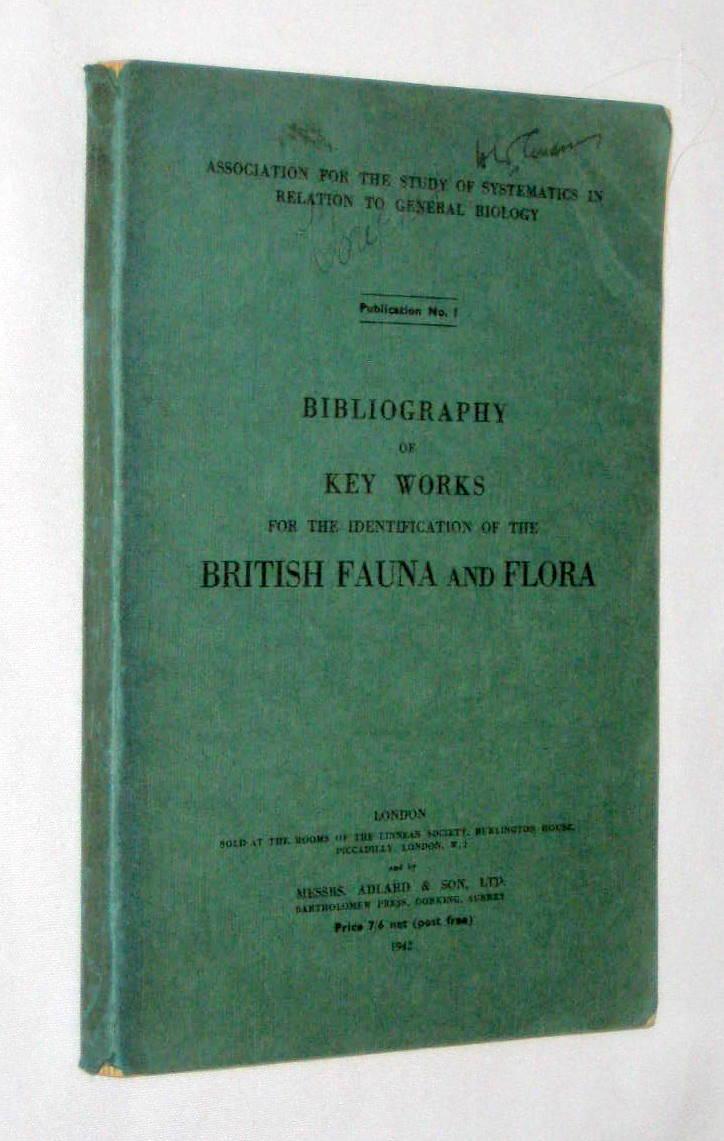 ASSOCIATION FOR THE STUDY OF SYSTEMATICS IN
RELATION TO GENERAL BIOLOGY
Publication No. 1
BIBLIOGRAPHY
OF
KEY WORKS
FOR THE IDENTIFICATION OF THE
BRITISH FAUNA AND FLORA
LONDON
SOLD AT THE ROOMS OF THE LINNEAN SOCIETY, BURLINGTON HOUSE,
PICCADILLY, LONDON, W.1
and by
MESSRS. ADLARD & SON, LTD.
BARTHOLOMEW PRESS, DORKING, SURREY
Price 7/6 net (post free)
1942